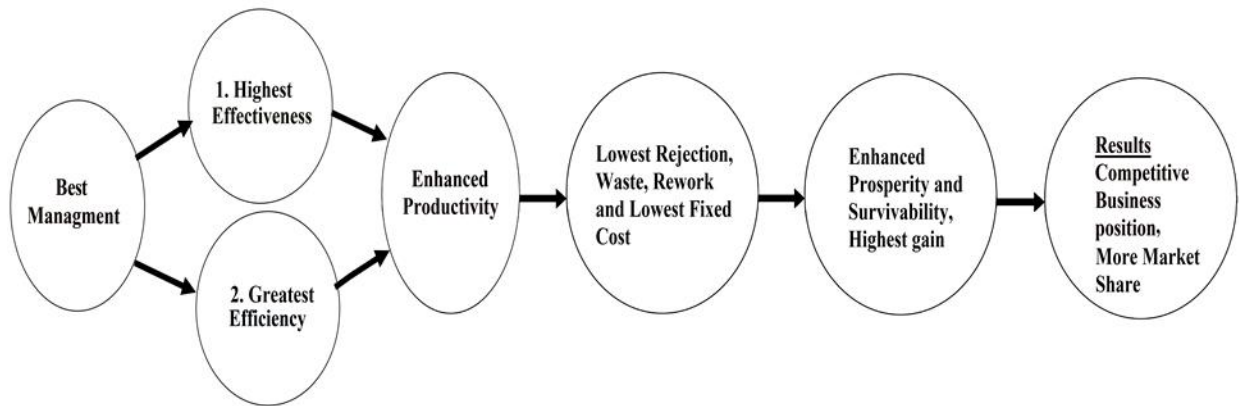 Best
Managment
1. Highest
Effectiveness
2. Greatest
Efficiency
Enhanced
Productivity
Lowest Rejection,
Waste, Rework
and Lowest Fixed
Cost
Enhanced
Prosperity and
Survivability,
Highest gain
Results
Competitive
Business
position,
More Market
Share